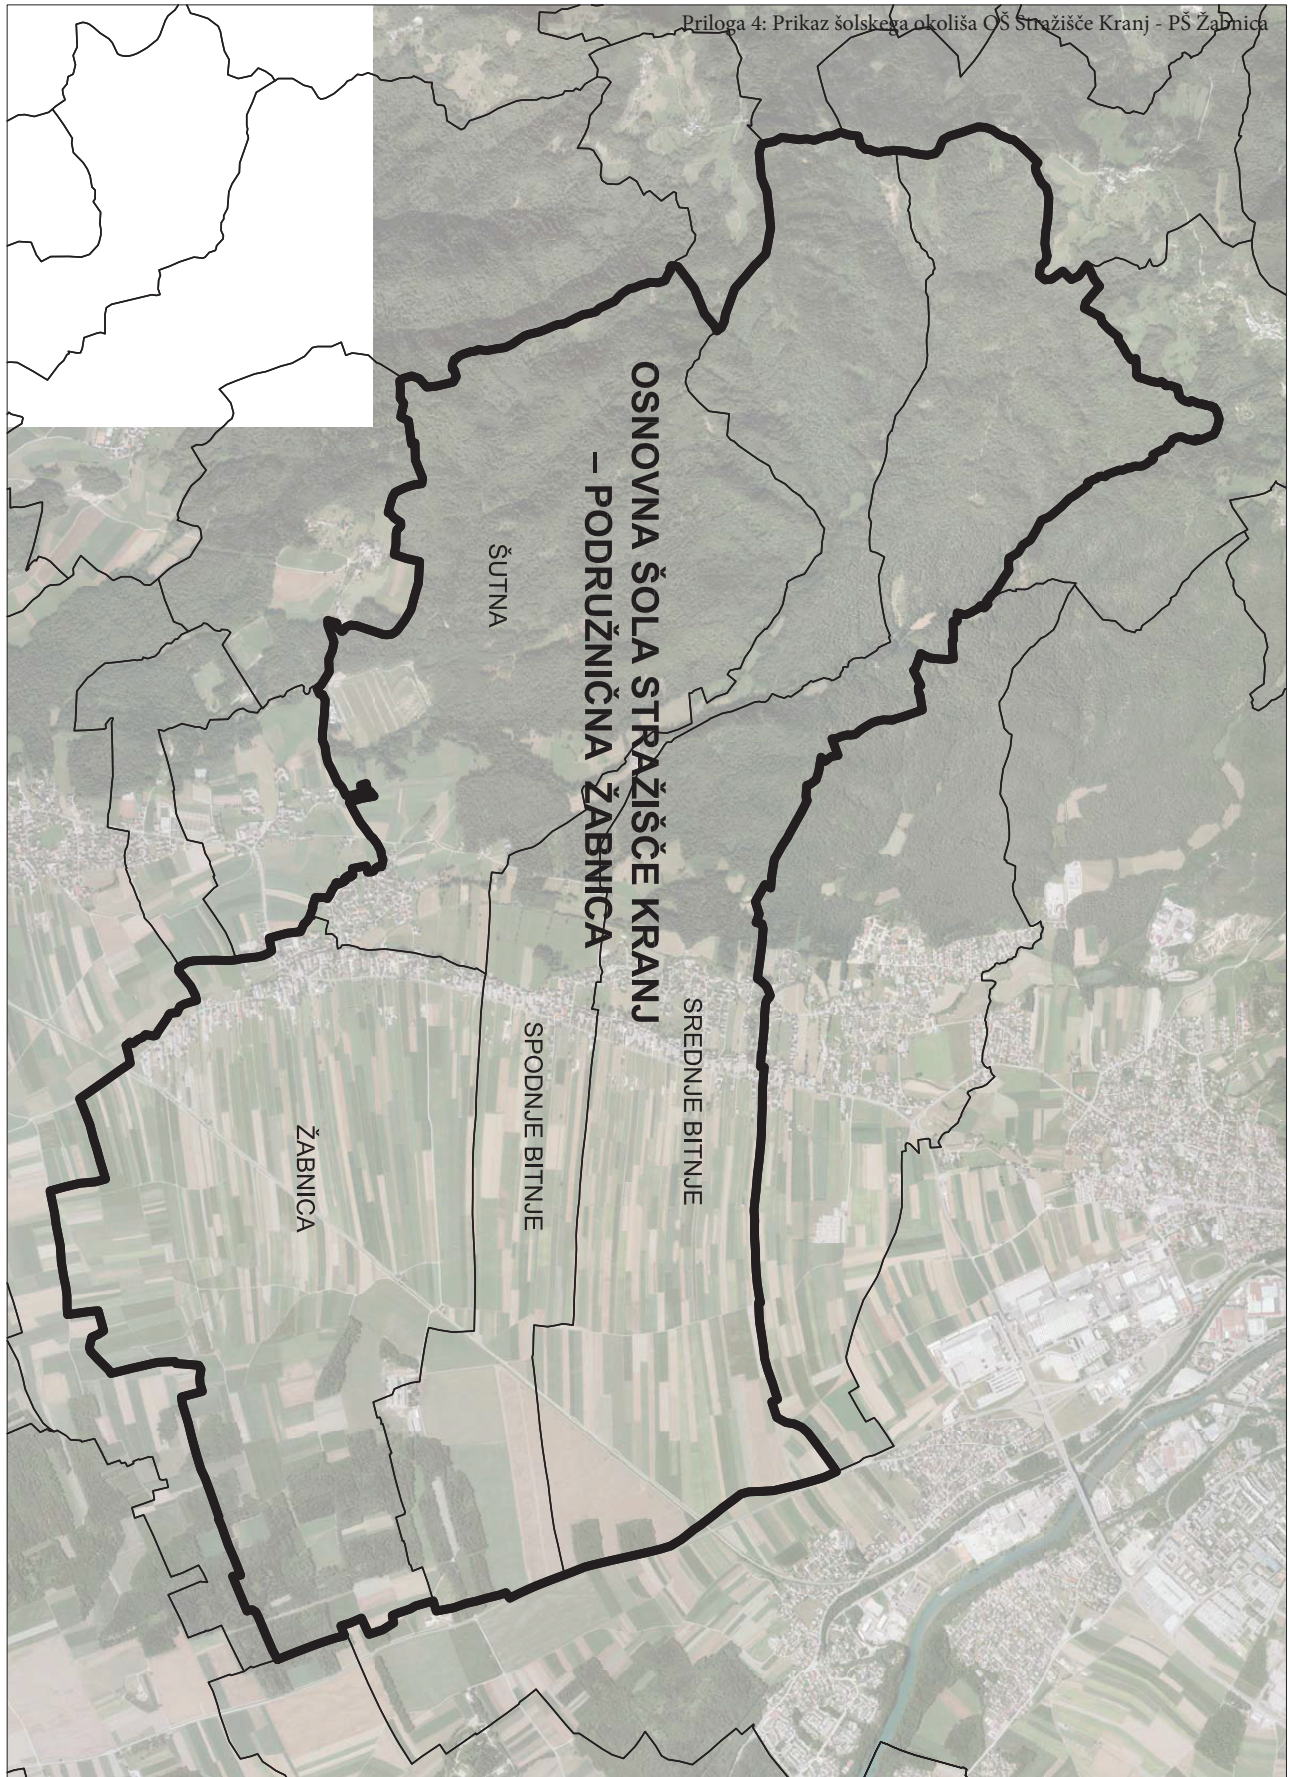 Priloga 4: Prikaz šolskega okoliša OŠ Stražišče Kranj - PŠ Žabnica
OSNOVNA ŠOLA STRAŽIŠČE KRANJ
– PODRUŽNIČNA ŽABNICA
ŠUTNA
SREDNJE BITNJE
SPODNJE BITNJE
ŽABNICA